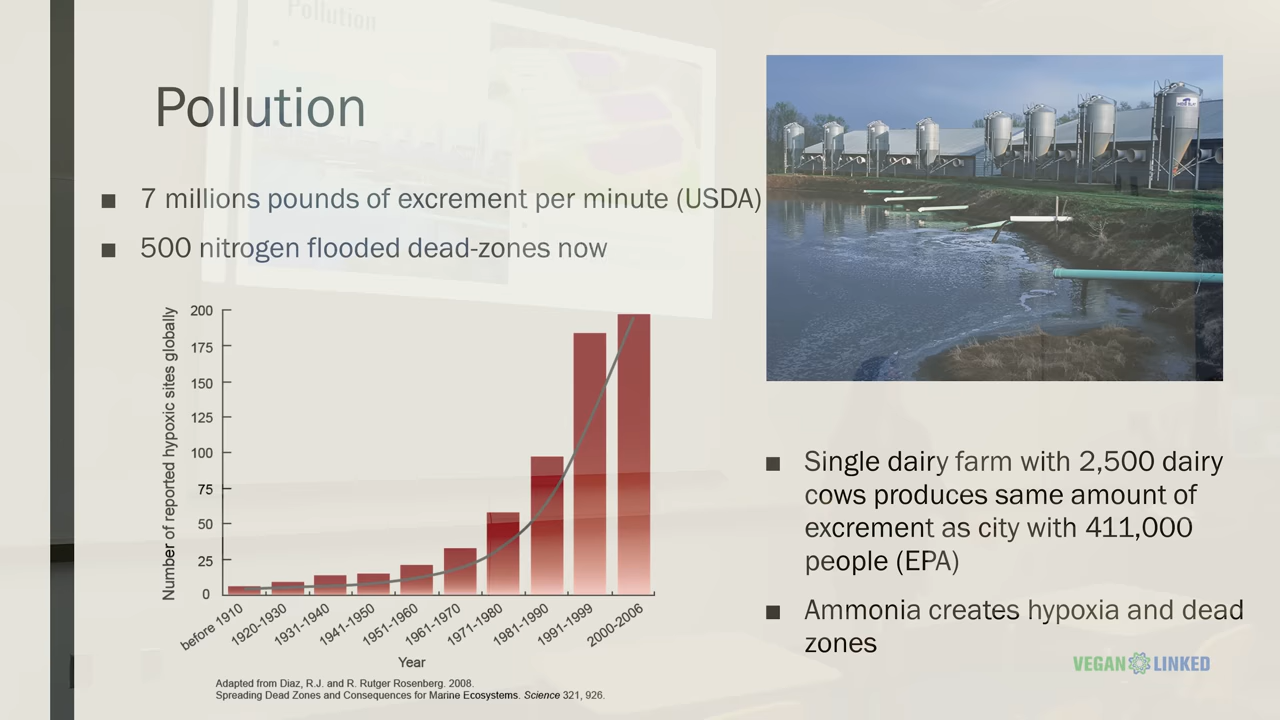 Pollution
Pollution
■ 7 millions pounds of excrement per minute (USDA)
■ 500 nitrogen flooded dead-zones now
Number of reported hypoxic sites globally
200
175
150
125
100
75
50
25
0
before 1910
1920-1930
1931-1940
1941-1950
1951-1960
1961-1970
1971-1980
1981-1990
1991-1999
2000-2006
Year
Adapted from Diaz, R.J. and R. Rutger Rosenberg. 2008.
Spreading Dead Zones and Consequences for Marine Ecosystems. Science 321, 926.
■ Single dairy farm with 2,500 dairy
cows produces same amount of
excrement as city with 411,000
people (EPA)
■ Ammonia creates hypoxia and dead
zones
VEGAN LINKED